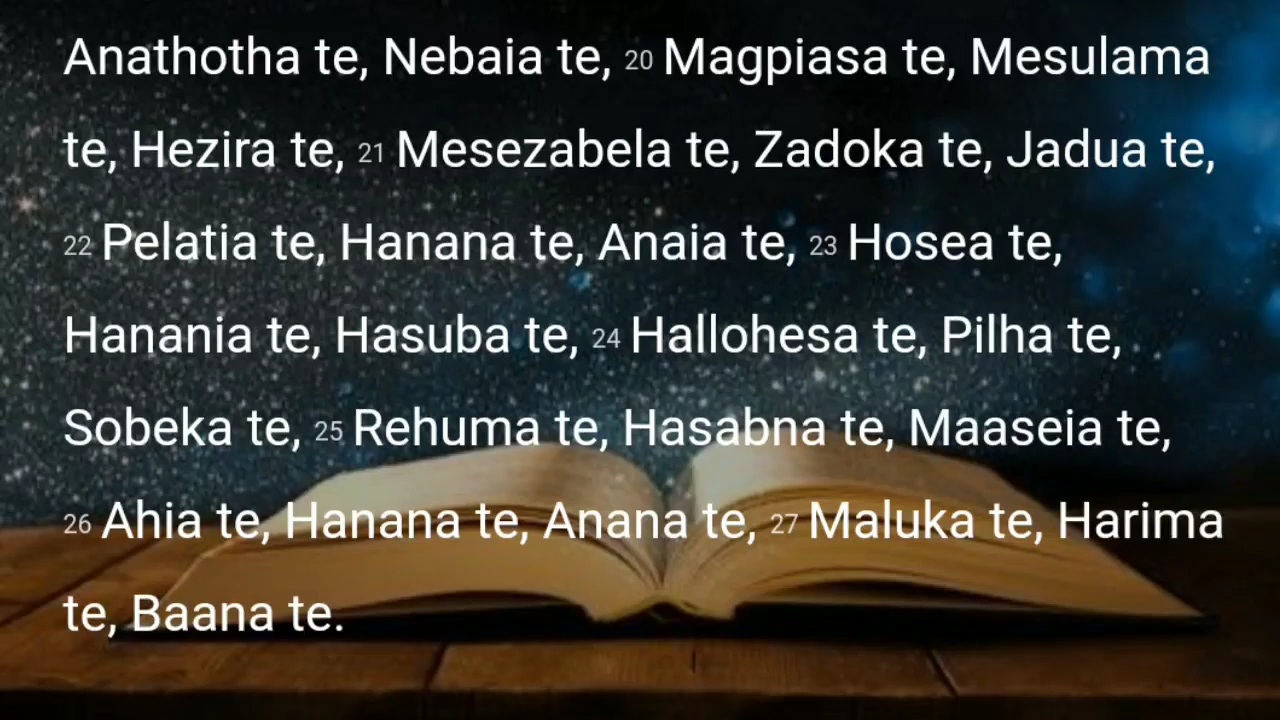 Anathotha te, Nebaia te, 20 Magpiasa te, Mesulama
te, Hezira te, 21 Mesezabela te, Zadoka te, Jadua te,
22 Pelatia te, Hanana te, Anaia te, 23 Hosea te,
Hanania te, Hasuba te, 24 Hallohesa te, Pilha te,
Sobeka te, 25 Rehuma te, Hasabna te, Maaseia te,
26 Ahia te, Hanana te, Anana te, 27 Maluka te, Harima
te, Baana te.